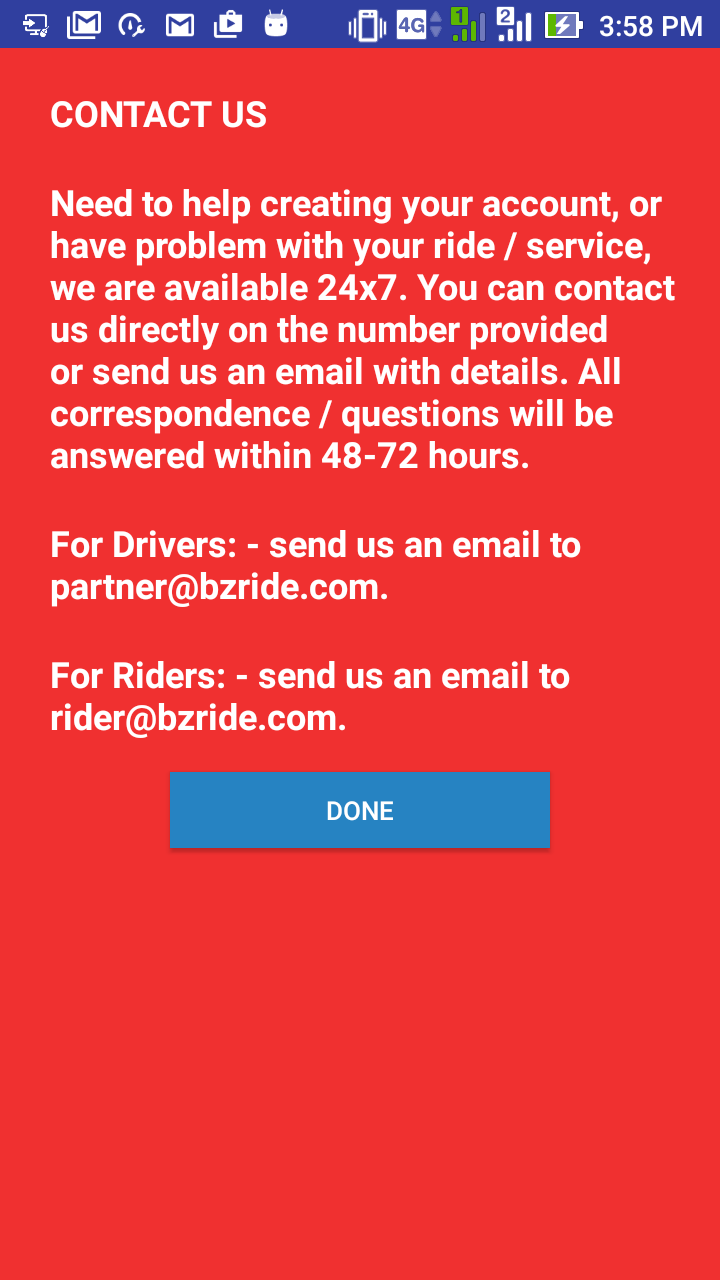 4G 1 2 3:58 PM
CONTACT US
Need to help creating your account, or
have problem with your ride / service,
we are available 24x7. You can contact
us directly on the number provided
or send us an email with details. All
correspondence / questions will be
answered within 48-72 hours.
For Drivers: - send us an email to
partner@bzride.com.
For Riders: - send us an email to
rider@bzride.com.
DONE